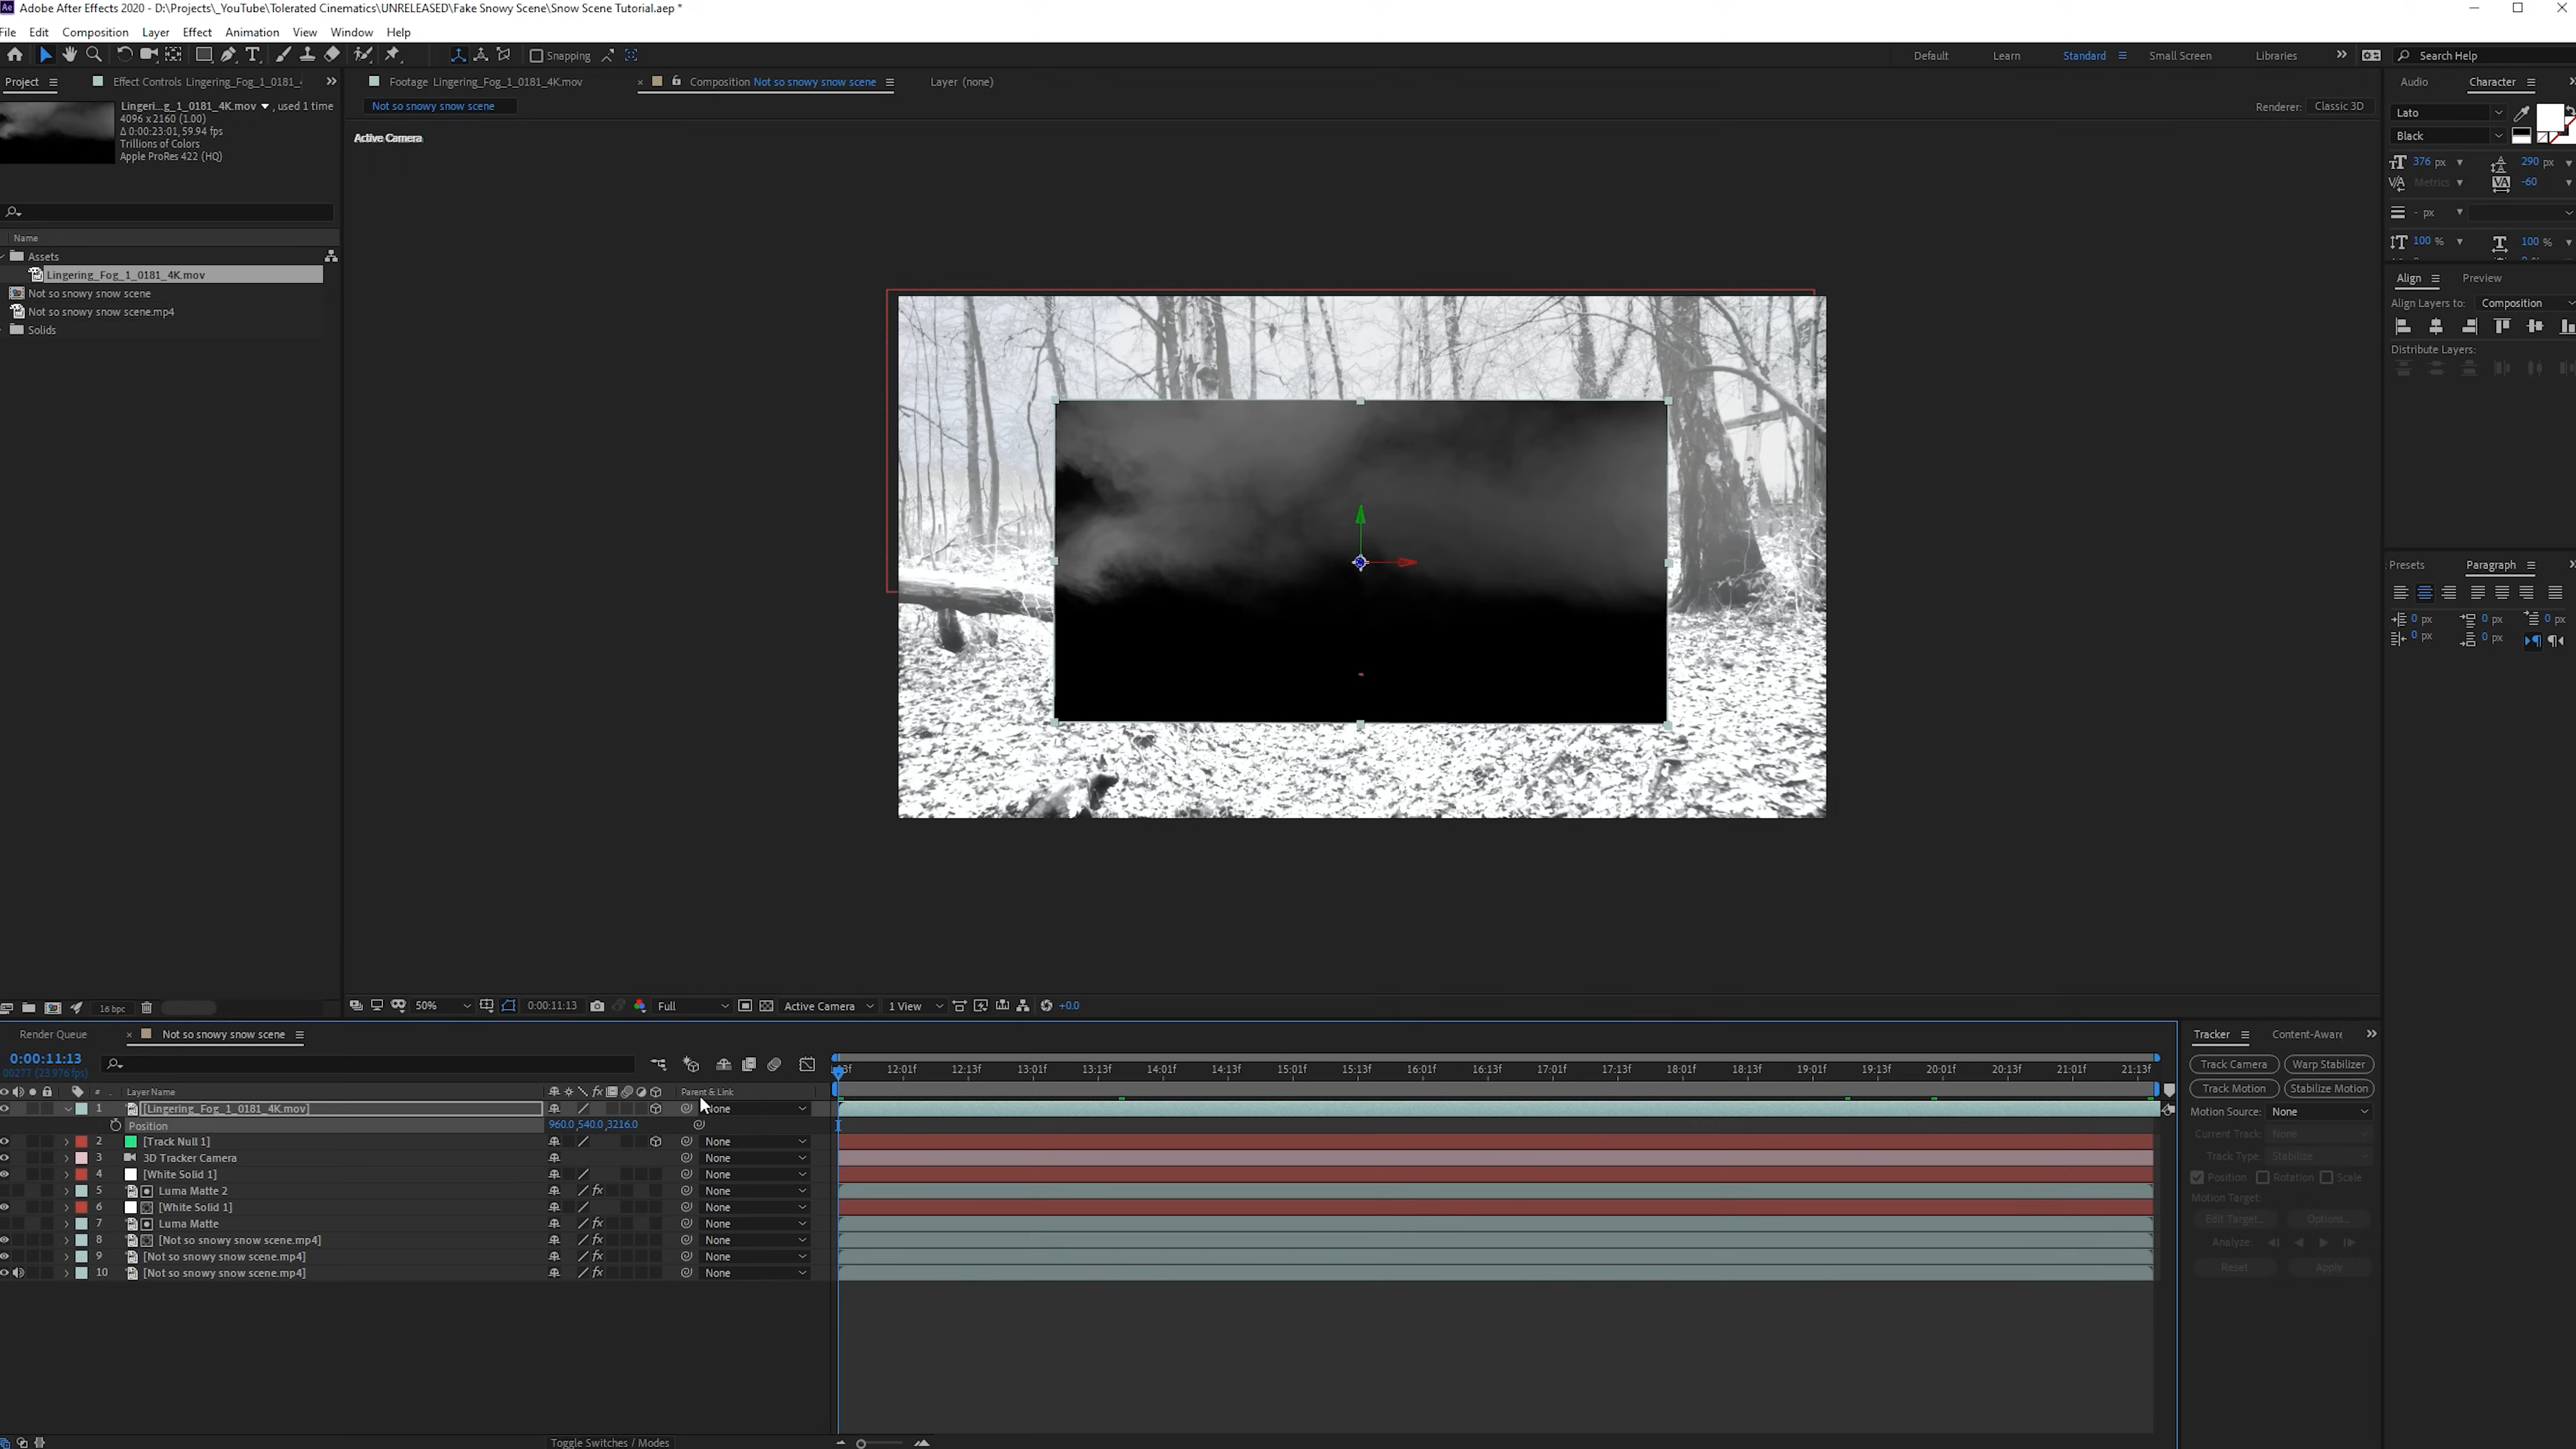 Adobe After Effects 2020 - D:\Projects\_YouTube\Tolerated Cinematics\UNRELEASED\Fake Snowy Scene\Snow Scene Tutorial.aep *
File Edit Composition Layer Effect Animation View Window Help
Snapping
Default Learn Standard Small Screen Libraries Search Help
Project Effect Controls Lingering_Fog_1_0181_4
Footage Lingering_Fog_1_0181_4K.mov
Composition Not so snowy snow scene
Layer (none)
Audio Character
Lingeri...g_1_0181_4K.mov , used 1 time
4096 x 2160 (1.00)
Δ 0:00:23:01, 59.94 fps
Trillions of Colors
Apple ProRes 422 (HQ)
Not so snowy snow scene
Renderer: Classic 3D
Active Camera
Lato
Black
376 px 290 px
Metrics -60
- px
100 % 100 %
Align Preview
Align Layers to: Composition
Distribute Layers:
Presets Paragraph
0 px 0 px 0 px
0 px 0 px
Name
Assets
Lingering_Fog_1_0181_4K.mov
Not so snowy snow scene
Not so snowy snow scene.mp4
Solids
16 bpc
50% 0:00:11:13 Full Active Camera 1 View +0.0
Render Queue Not so snowy snow scene
0:00:11:13
00277 (23.976 fps)
12:01f 12:13f 13:01f 13:13f 14:01f 14:13f 15:01f 15:13f 16:01f 16:13f 17:01f 17:13f 18:01f 18:13f 19:01f 19:13f 20:01f 20:13f 21:01f 21:13f
# Layer Name Parent & Link
1 [Lingering_Fog_1_0181_4K.mov] None
Position 960.0,540.0,3216.0
2 [Track Null 1] None
3 3D Tracker Camera None
4 [White Solid 1] None
5 Luma Matte 2 None
6 [White Solid 1] None
7 Luma Matte None
8 [Not so snowy snow scene.mp4] None
9 [Not so snowy snow scene.mp4] None
10 [Not so snowy snow scene.mp4] None
Toggle Switches / Modes
Tracker Content-Aware
Track Camera Warp Stabilizer
Track Motion Stabilize Motion
Motion Source: None
Current Track: None
Track Type: Stabilize
Position Rotation Scale
Motion Target:
Edit Target... Options...
Analyze:
Reset Apply